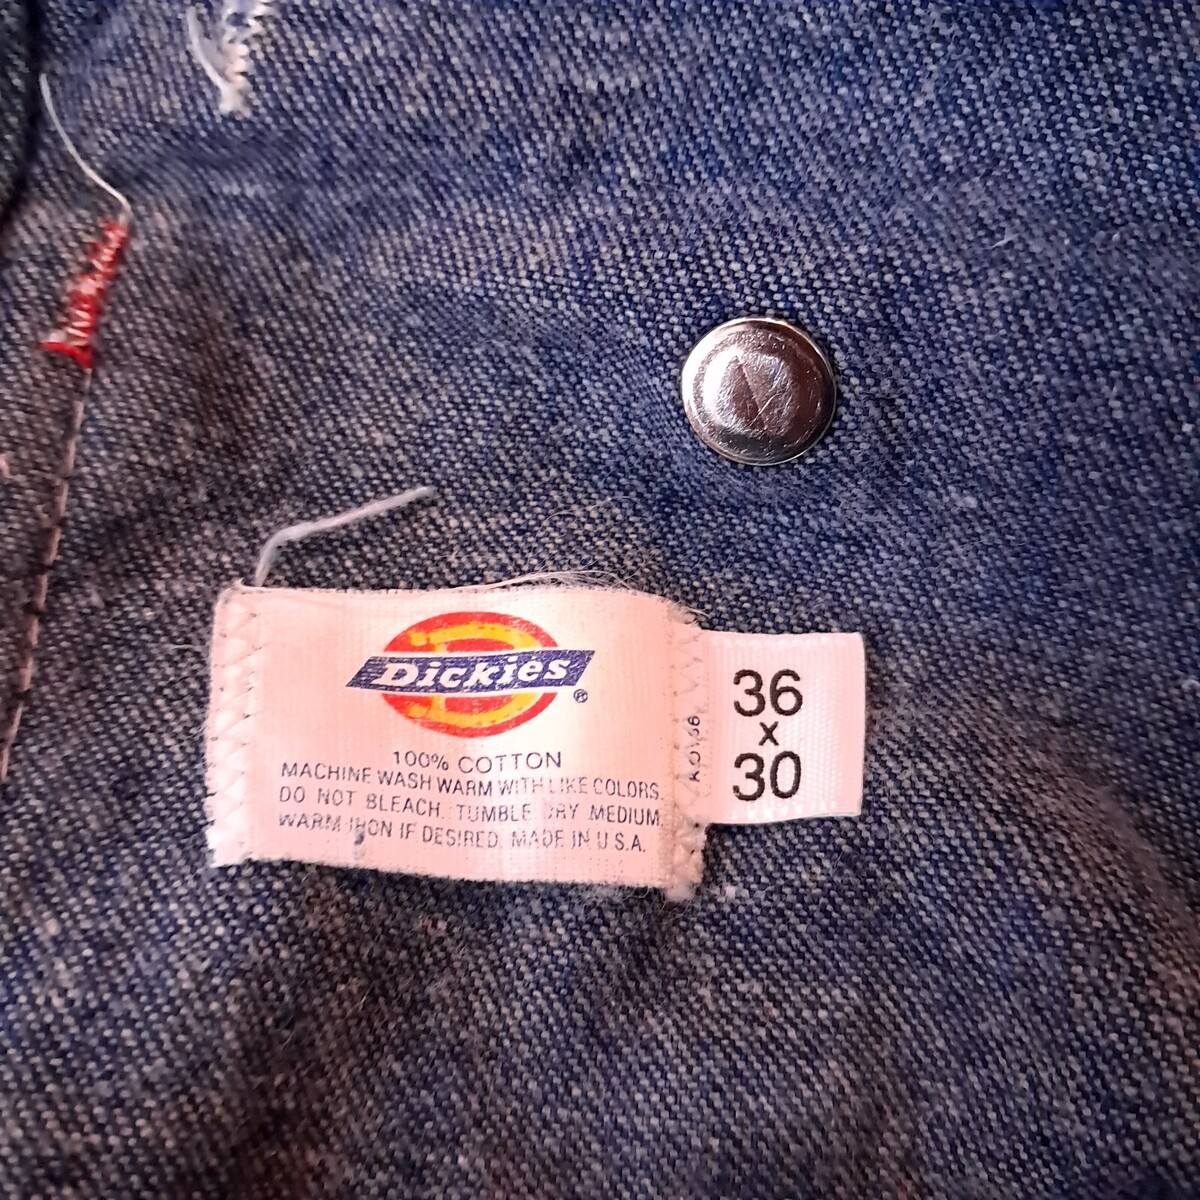 Dickies®
100% COTTON
MACHINE WASH WARM WITH LIKE COLORS.
DO NOT BLEACH. TUMBLE DRY MEDIUM.
WARM IRON IF DESIRED. MADE IN U.S.A.
36
x
30